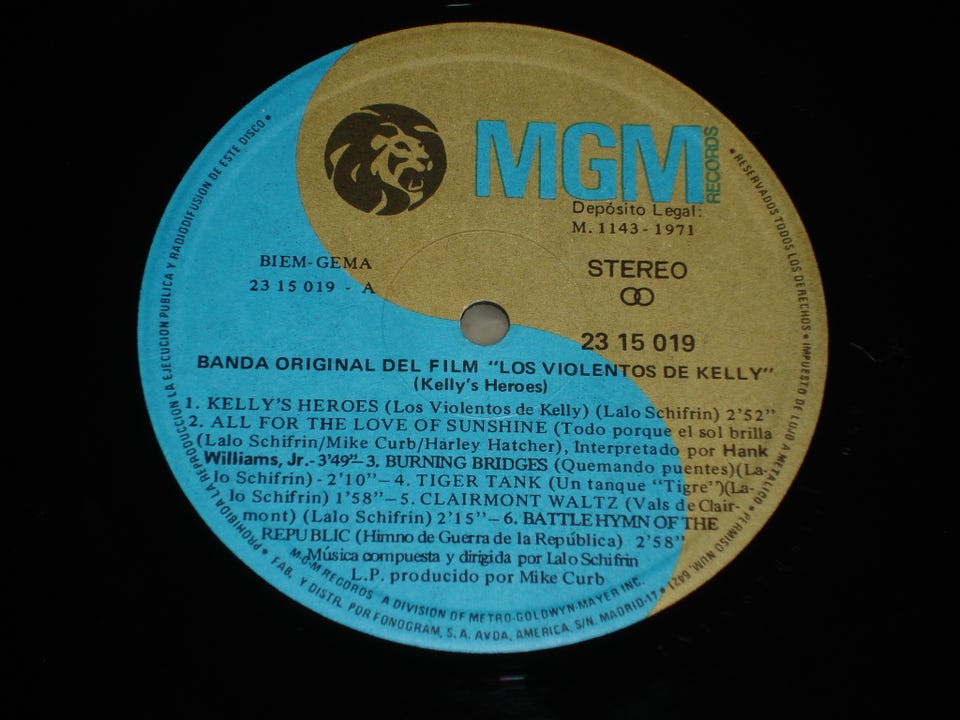 MGM
RECORDS
Depósito Legal:
M. 1143-1971
BIEM-GEMA
23 15 019 - A
STEREO
23 15 019
BANDA ORIGINAL DEL FILM "LOS VIOLENTOS DE KELLY"
(Kelly's Heroes)
1. KELLY'S HEROES (Los Violentos de Kelly) (Lalo Schifrin) 2'52"
2. ALL FOR THE LOVE OF SUNSHINE (Todo porque el sol brilla
(Lalo Schifrin/Mike Curb/Harley Hatcher), Interpretado por Hank
Williams, Jr.- 3'49"-3. BURNING BRIDGES (Quemando puentes)(La-
lo Schifrin) - 2'10"-4. TIGER TANK (Un tanque "Tigre")(La-
lo Schifrin) 1'58"-5. CLAIRMONT WALTZ (Vals de Clair-
mont) (Lalo Schifrin) 2'15"-6. BATTLE HYMN OF THE
REPUBLIC (Himno de Guerra de la República) 2'58"
Música compuesta y dirigida por Lalo Schifrin
L.P. producido por Mike Curb
PROHIBIDA LA REPRODUCCION LA EJECUCION PUBLICA Y RADIODIFUSION DE ESTE DISCO •
• RESERVADOS TODOS LOS DERECHOS • IMPUESTO DE LUJO A METALICO • PERMISO NUM. 6421 •
M-G-M RECORDS A DIVISION OF METRO-GOLDWYN-MAYER INC.
• FAB. Y DISTR. POR FONOGRAM, S.A. AVDA. AMERICA, S/N. MADRID-17 •